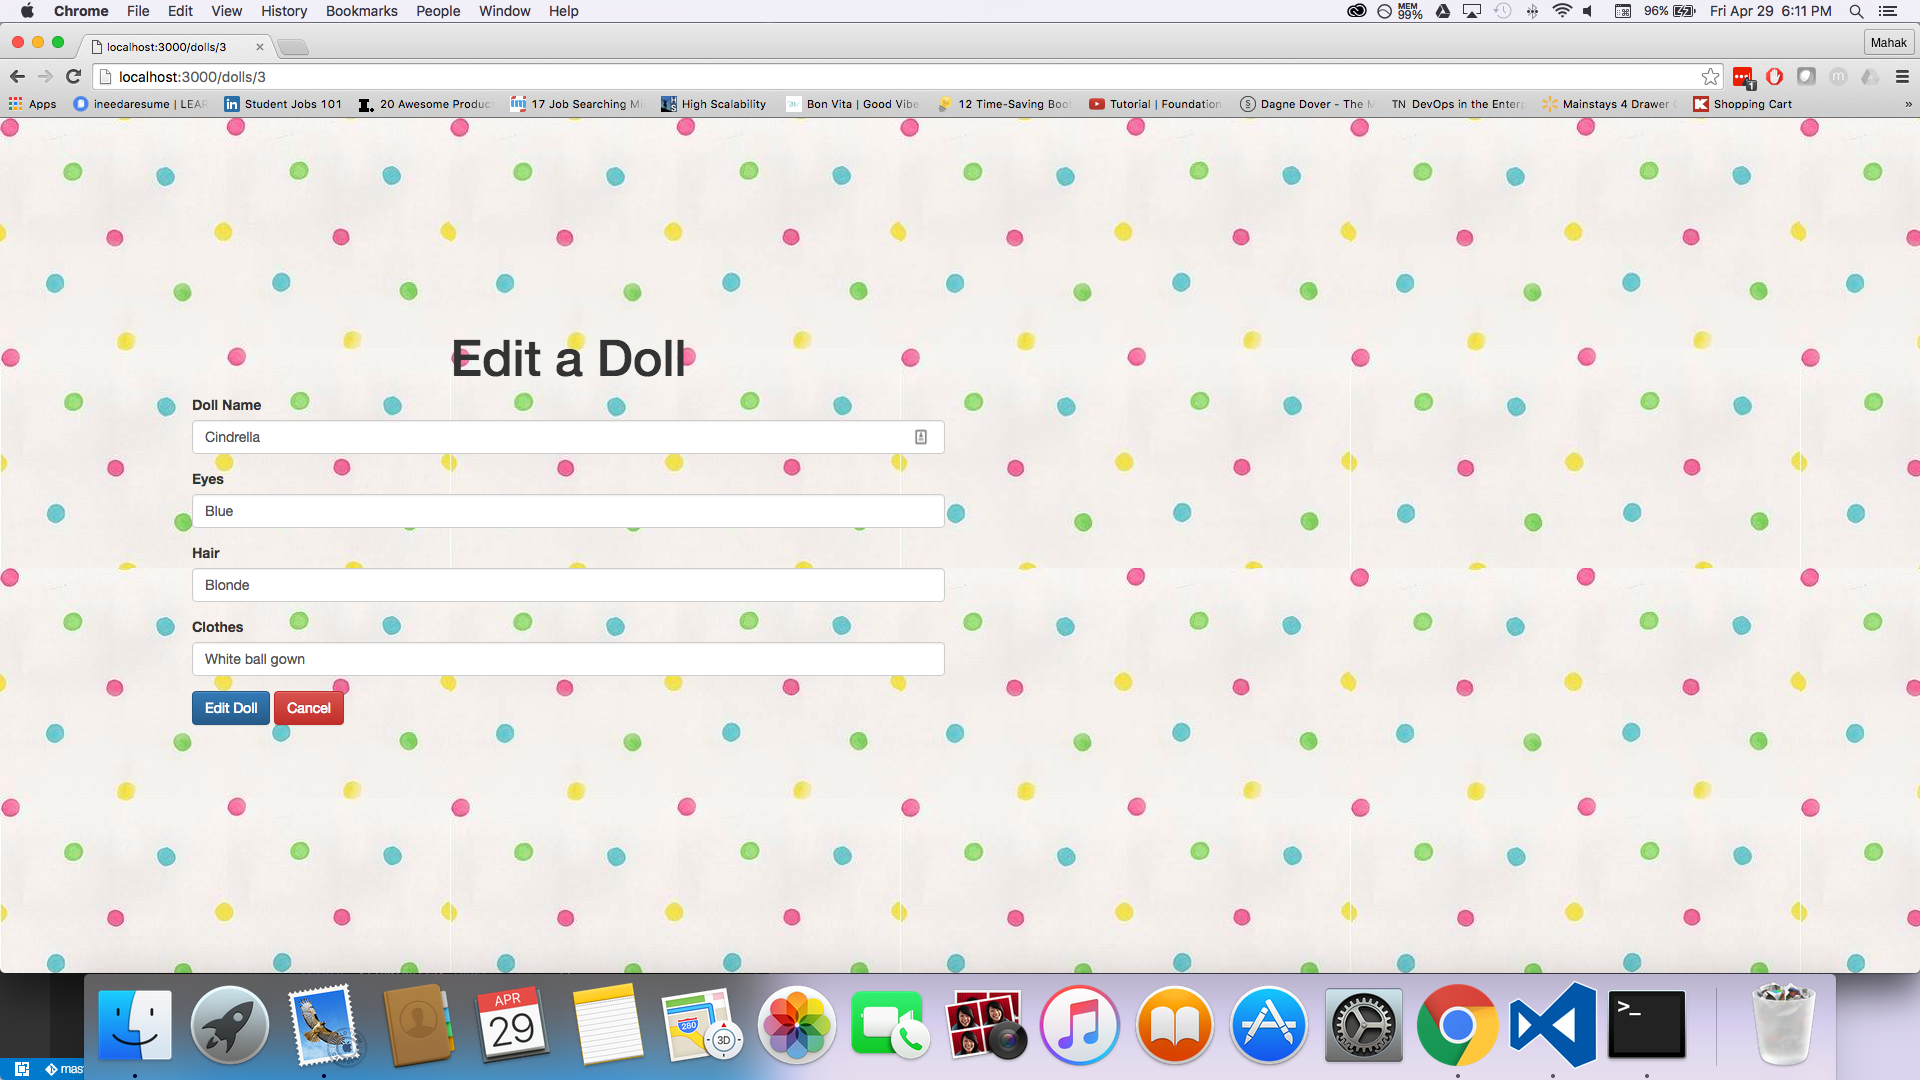 Chrome File Edit View History Bookmarks People Window Help MEM 99% 96% Fri Apr 29 6:11 PM
localhost:3000/dolls/3 Mahak
localhost:3000/dolls/3 1
Apps ineedaresume | LEAR Student Jobs 101 20 Awesome Produc 17 Job Searching Mi High Scalability Bon Vita | Good Vibe 12 Time-Saving Boo Tutorial | Foundation Dagne Dover - The M TN DevOps in the Enterp Mainstays 4 Drawer Shopping Cart »
Edit a Doll
Doll Name
Cindrella
Eyes
Blue
Hair
Blonde
Clothes
White ball gown
Edit Doll Cancel
APR
29
280
3D
>_
mas